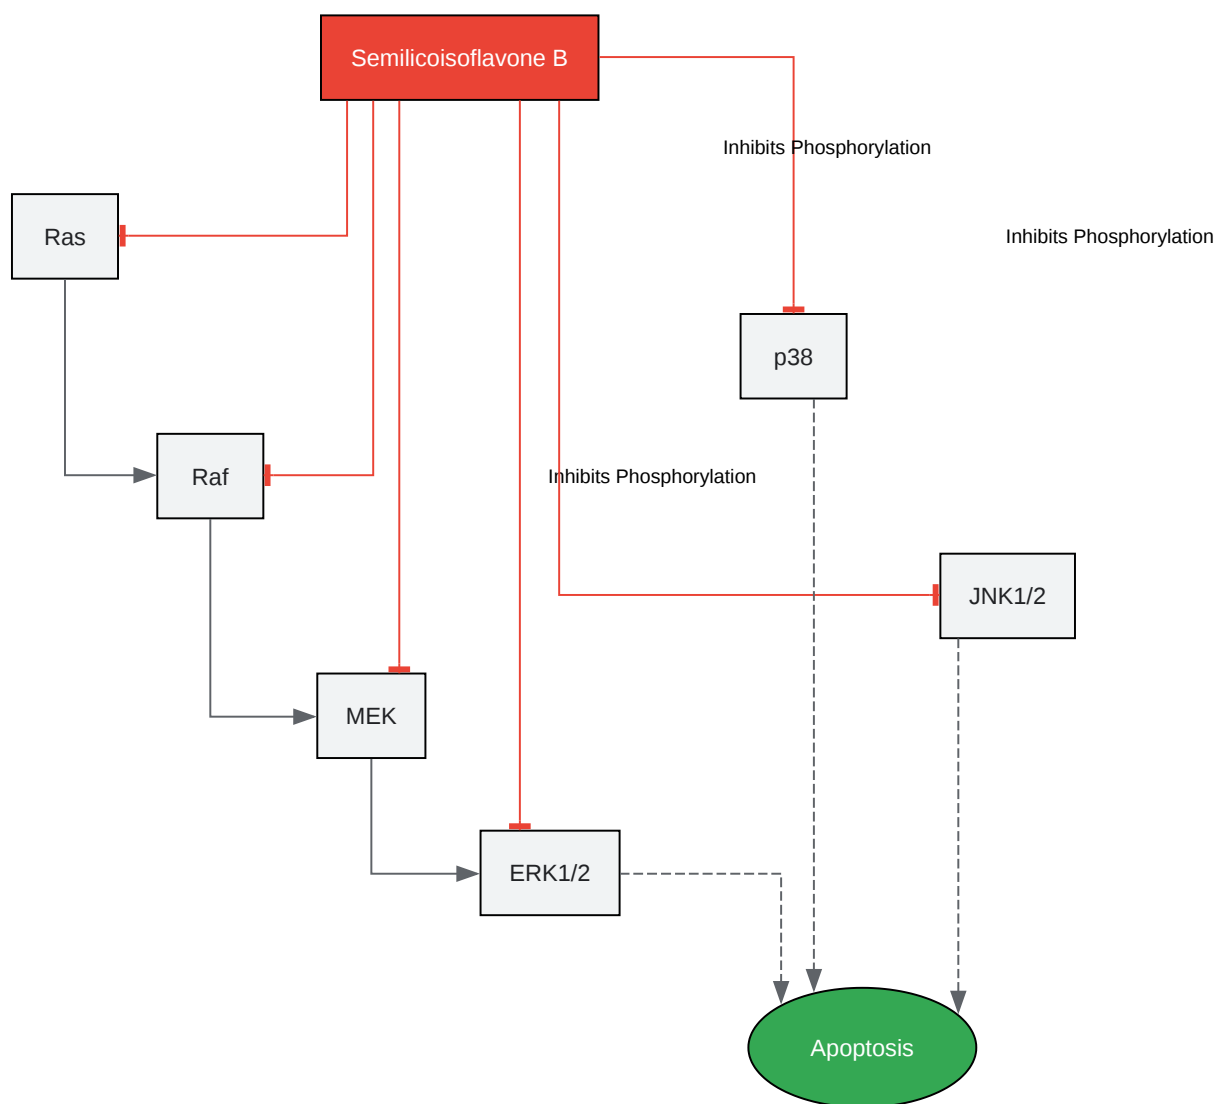 Semilicoisoflavone B
Inhibits Phosphorylation
Ras
Inhibits Phosphorylation
p38
Raf
Inhibits Phosphorylation
JNK1/2
MEK
ERK1/2
Apoptosis